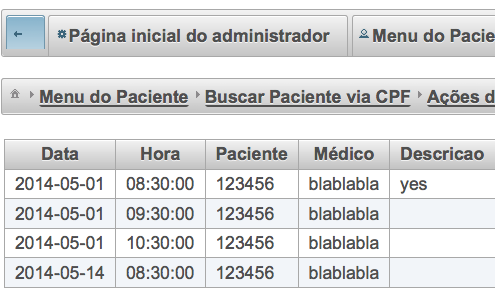 Página inicial do administrador Menu do Pacie
Menu do Paciente Buscar Paciente via CPF Ações d
Data Hora Paciente Médico Descricao
2014-05-01 08:30:00 123456 blablabla yes
2014-05-01 09:30:00 123456 blablabla
2014-05-01 10:30:00 123456 blablabla
2014-05-14 08:30:00 123456 blablabla